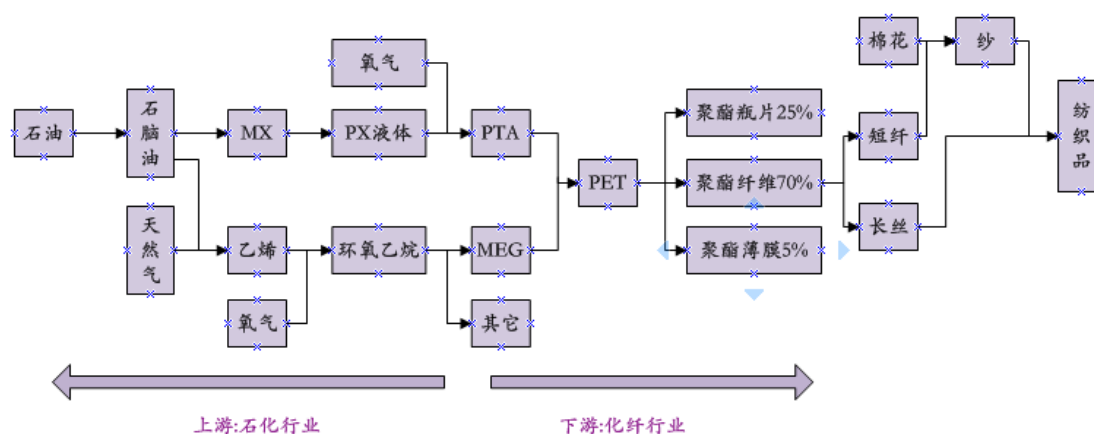 氧气
棉花
纱
石油
石脑油
MX
PX液体
PTA
聚酯瓶片25%
短纤
纺织品
PET
聚酯纤维70%
天然气
乙烯
环氧乙烷
MEG
聚酯薄膜5%
长丝
氧气
其它
上游:石化行业
下游:化纤行业